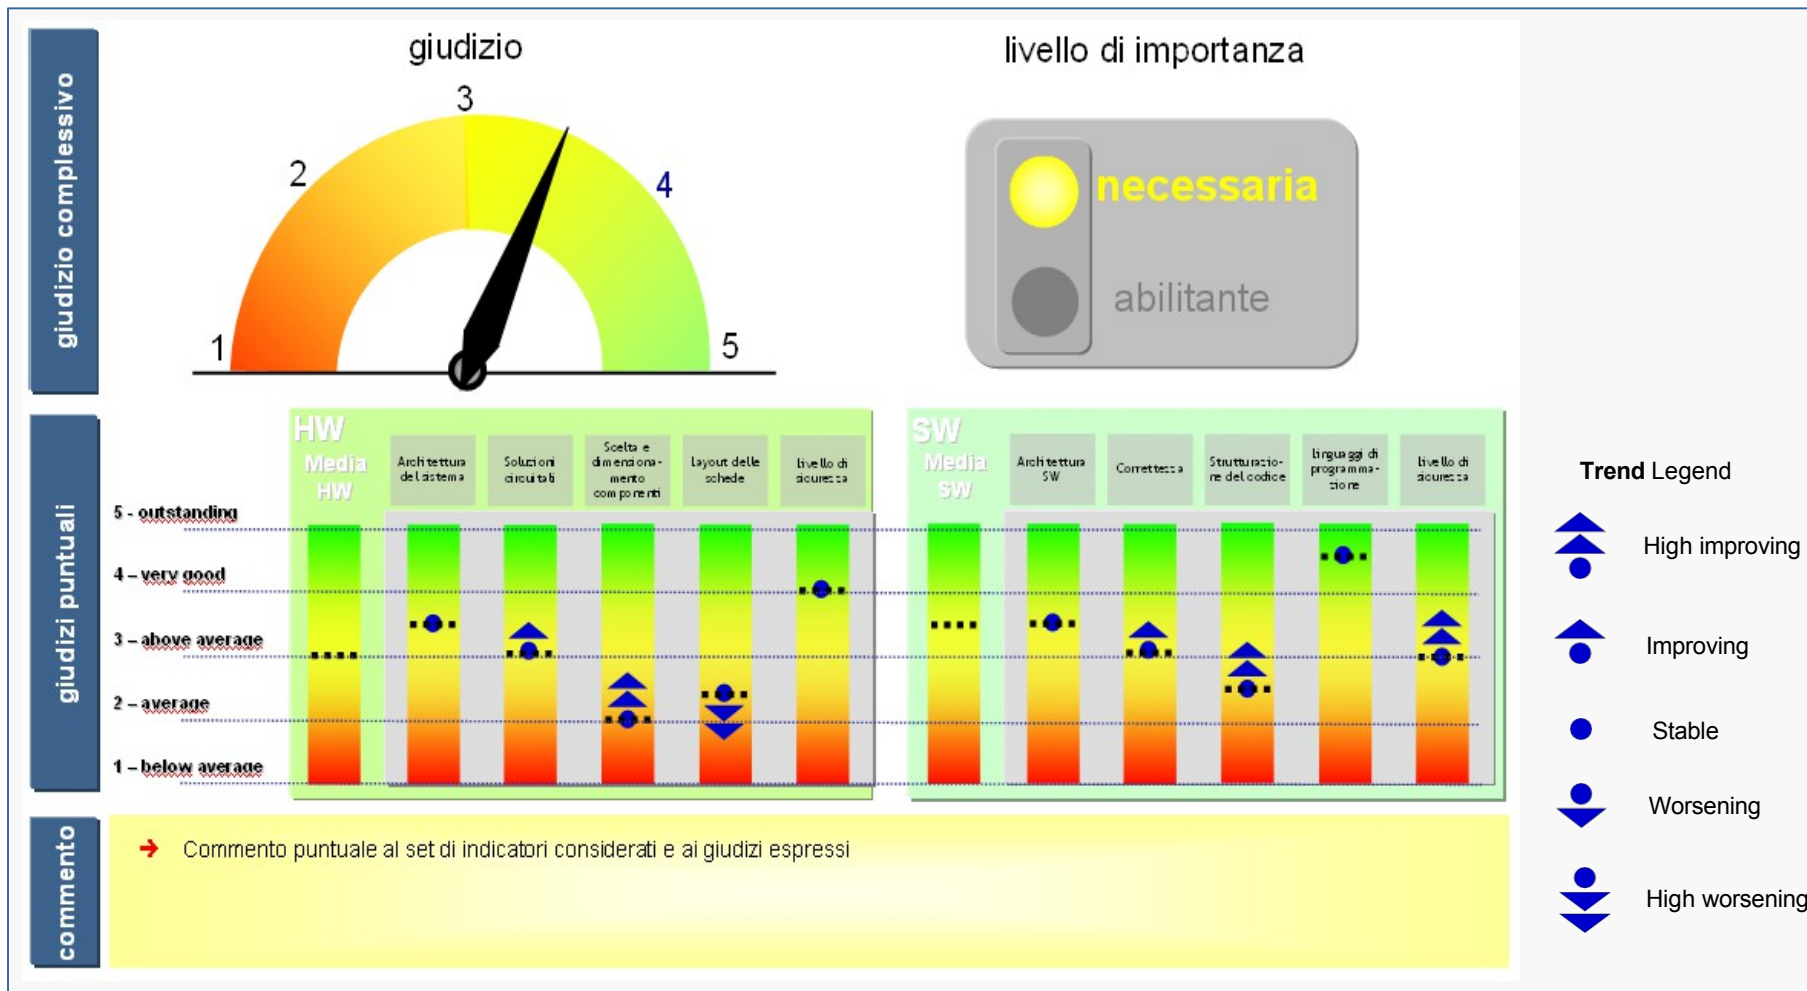 giudizio complessivo
giudizio
1
2
3
4
5
livello di importanza
necessaria
abilitante
giudizi puntuali
HW
Media
HW
Architettura
del sistema
Soluzioni
circuitali
Scelta e
dimenziona-
mento
componenti
Layout delle
schede
Livello di
sicurezza
SW
Media
SW
Architettura
SW
Correttezza
Strutturazio-
ne del codice
Linguaggi di
programma-
zione
Livello di
sicurezza
5 - outstanding
4 – very good
3 – above average
2 – average
1 – below average
commento
Commento puntuale al set di indicatori considerati e ai giudizi espressi
Trend Legend
High improving
Improving
Stable
Worsening
High worsening